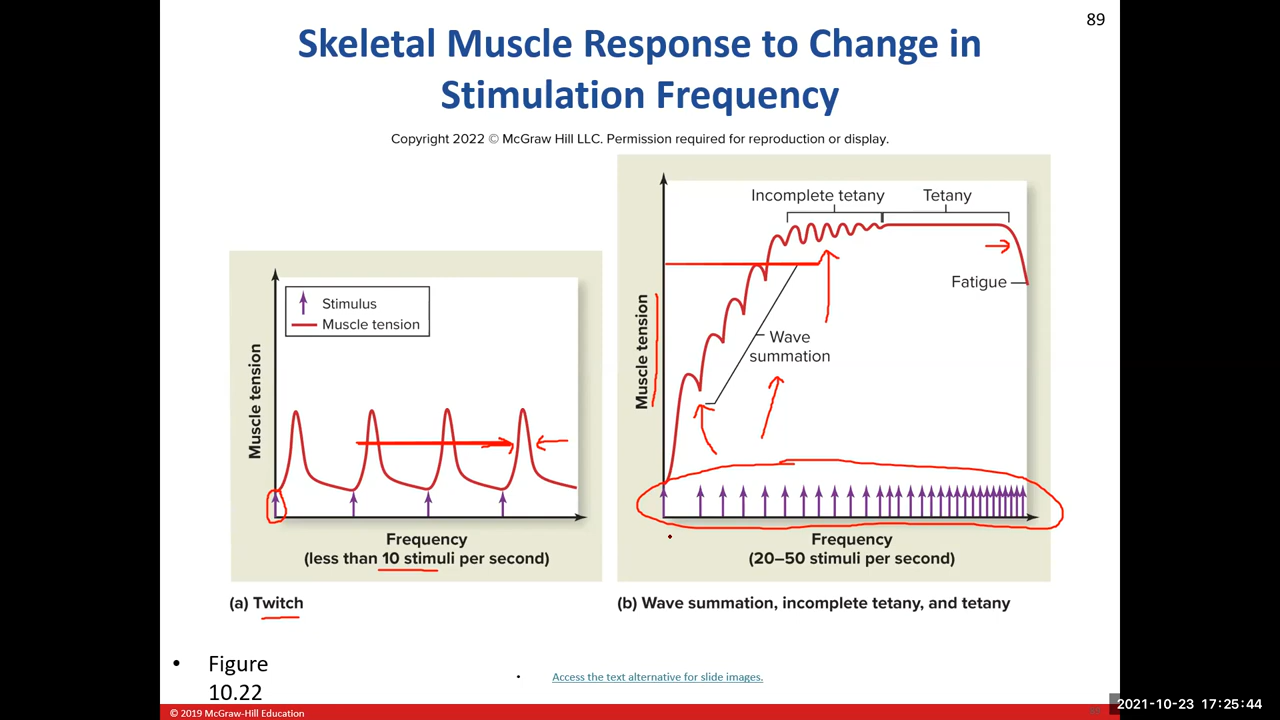 89
Skeletal Muscle Response to Change in
Stimulation Frequency
Copyright 2022 © McGraw Hill LLC. Permission required for reproduction or display.
Stimulus
Muscle tension
Muscle tension
Frequency
(less than 10 stimuli per second)
(a) Twitch
Incomplete tetany
Tetany
Fatigue
Wave
summation
Muscle tension
Frequency
(20–50 stimuli per second)
(b) Wave summation, incomplete tetany, and tetany
• Figure
10.22
• Access the text alternative for slide images.
© 2019 McGraw-Hill Education
2021-10-23 17:25:44